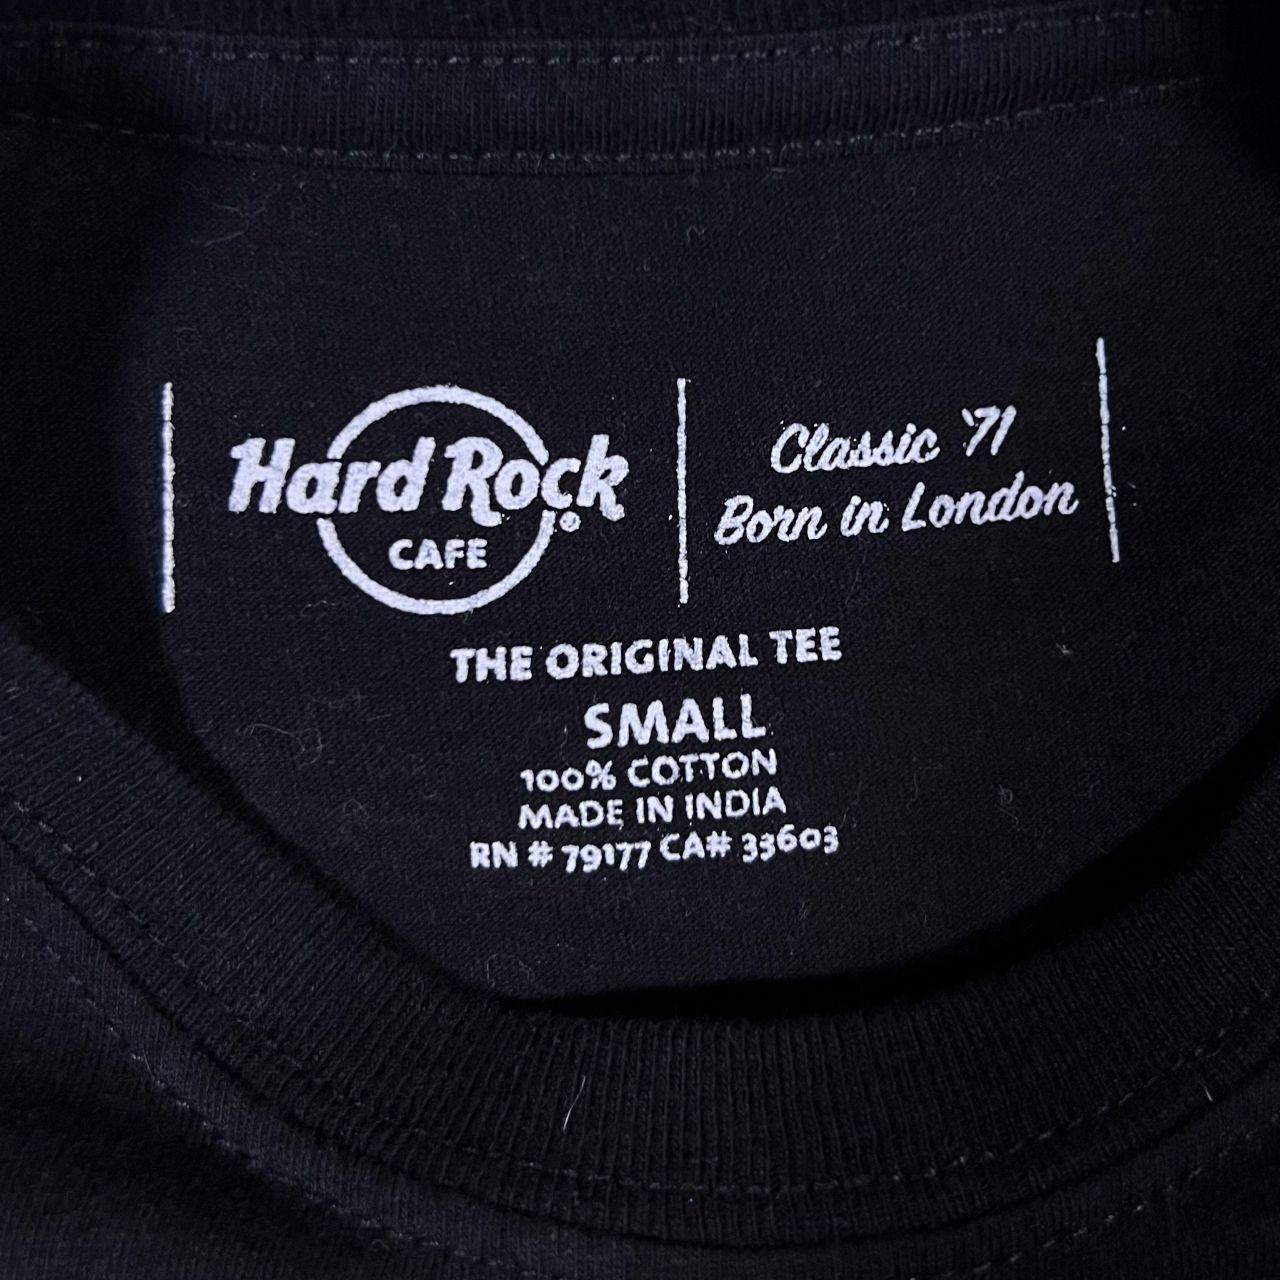 Hard Rock®
CAFE
Classic '71
Born in London
THE ORIGINAL TEE
SMALL
100% COTTON
MADE IN INDIA
RN # 79177 CA# 33603